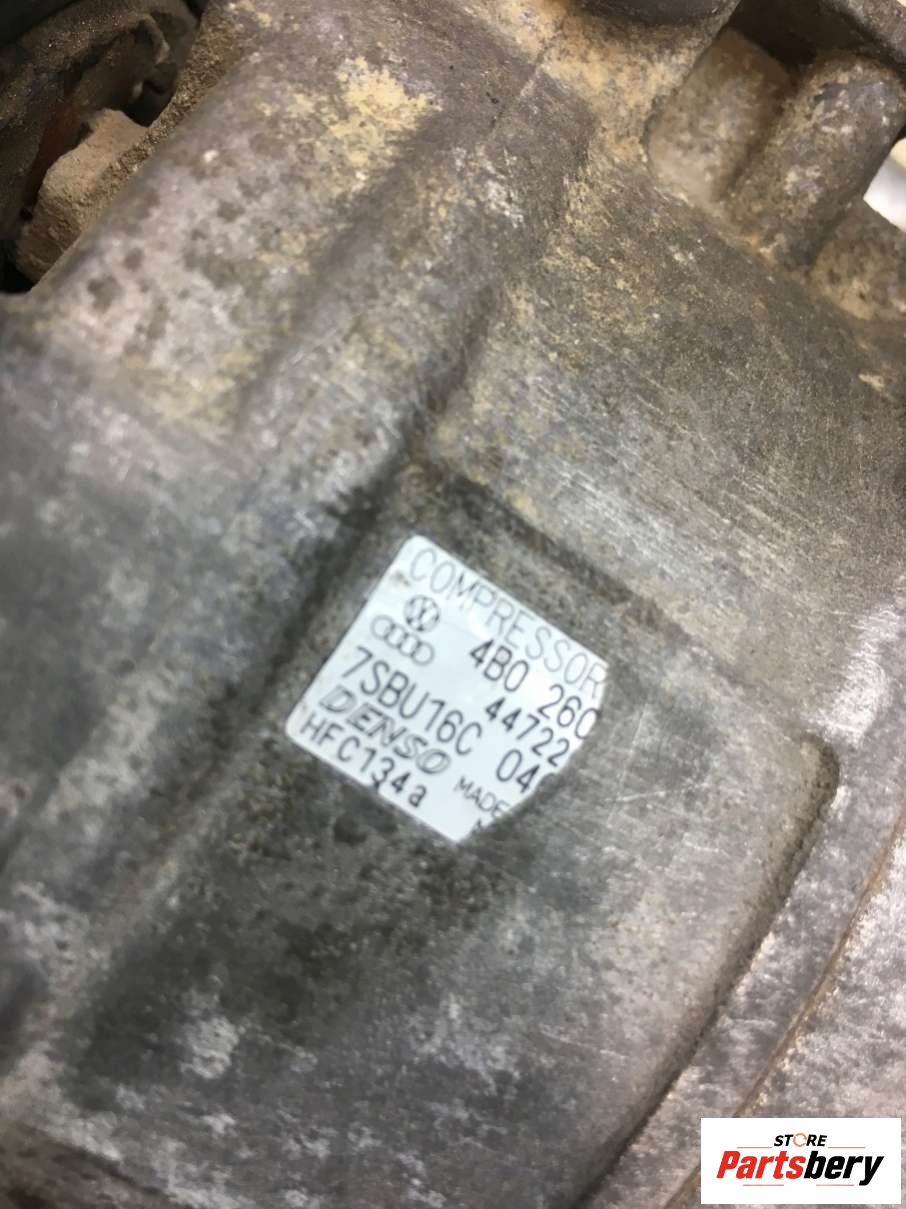 COMPRESSOR
4B0 260
44722
7SBU16C 04
DENSO MADE
HFC134a
STORE
Partsbery